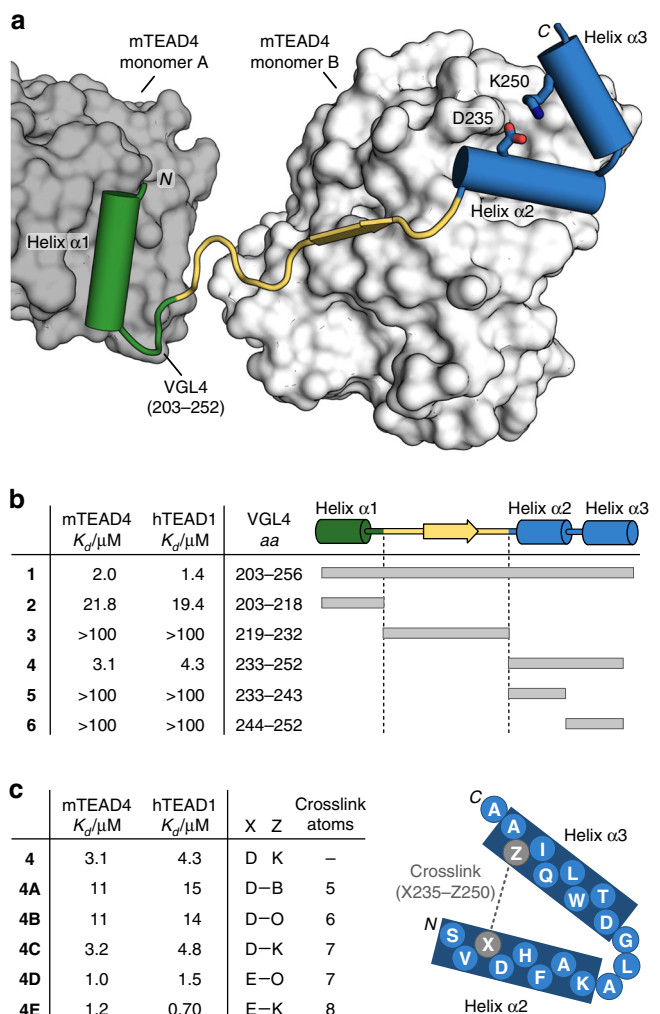 a
mTEAD4
monomer A
mTEAD4
monomer B
C
Helix α3
K250
D235
N
Helix α1
Helix α2
VGL4
(203–252)
b
mTEAD4 hTEAD1 VGL4
Kd/μM Kd/μM aa
Helix α1 Helix α2 Helix α3
1 2.0 1.4 203–256
2 21.8 19.4 203–218
3 >100 >100 219–232
4 3.1 4.3 233–252
5 >100 >100 233–243
6 >100 >100 244–252
c
mTEAD4 hTEAD1 Crosslink
Kd/μM Kd/μM X Z atoms
4 3.1 4.3 D K –
4A 11 15 D–B 5
4B 11 14 D–O 6
4C 3.2 4.8 D–K 7
4D 1.0 1.5 E–O 7
4E 1.2 0.70 E–K 8
C
A
A
Z I
Q L
W T
D
G
L
A
Helix α3
Crosslink
(X235–Z250)
N
S V X D H F A K
Helix α2